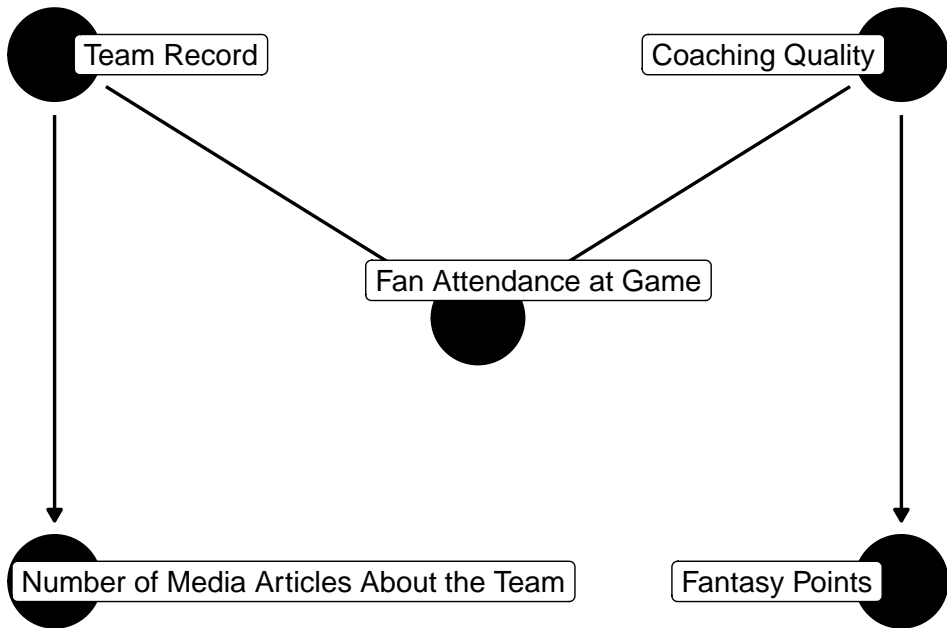 Team Record
Coaching Quality
Fan Attendance at Game
Number of Media Articles About the Team
Fantasy Points